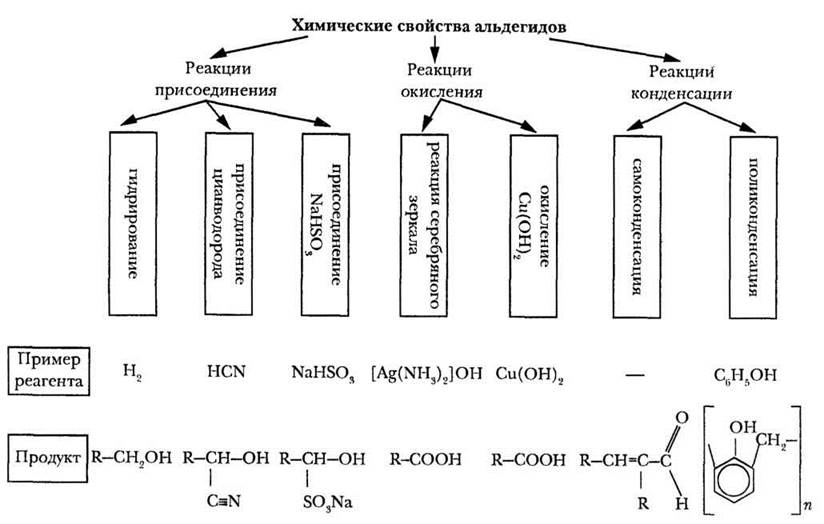 Химические свойства альдегидов
Реакции
присоединения
Реакции
окисления
Реакции
конденсации
гидрирование
присоединение
циановодорода
присоединение
NaHSO₃
реакция серебряного
зеркала
окисление
Cu(OH)₂
самоконденсация
поликонденсация
Пример
реагента
H₂
HCN
NaHSO₃
[Ag(NH₃)₂]OH
Cu(OH)₂
—
C₆H₅OH
Продукт
R–CH₂OH
R–CH–OH
C≡N
R–CH–OH
SO₃Na
R–COOH
R–COOH
O
R–CH=C–C
R H
OH
CH₂–
n